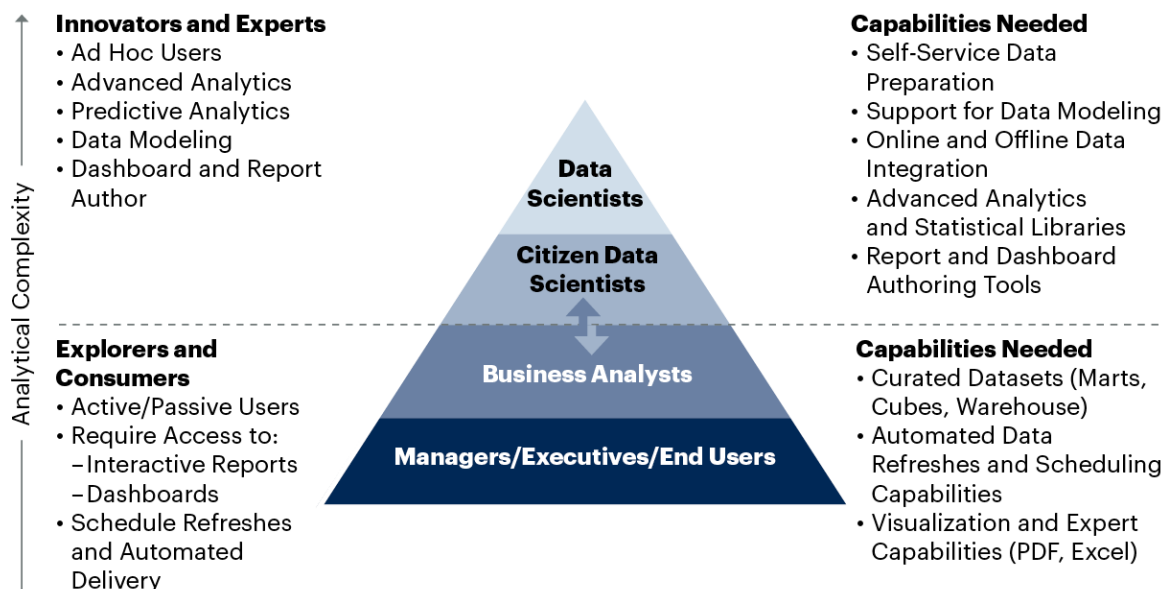 Analytical Complexity
Innovators and Experts
• Ad Hoc Users
• Advanced Analytics
• Predictive Analytics
• Data Modeling
• Dashboard and Report
Author
Capabilities Needed
• Self-Service Data
Preparation
• Support for Data Modeling
• Online and Offline Data
Integration
• Advanced Analytics
and Statistical Libraries
• Report and Dashboard
Authoring Tools
Data
Scientists
Citizen Data
Scientists
Business Analysts
Managers/Executives/End Users
Explorers and
Consumers
• Active/Passive Users
• Require Access to:
–Interactive Reports
–Dashboards
• Schedule Refreshes
and Automated
Delivery
Capabilities Needed
• Curated Datasets (Marts,
Cubes, Warehouse)
• Automated Data
Refreshes and Scheduling
Capabilities
• Visualization and Expert
Capabilities (PDF, Excel)